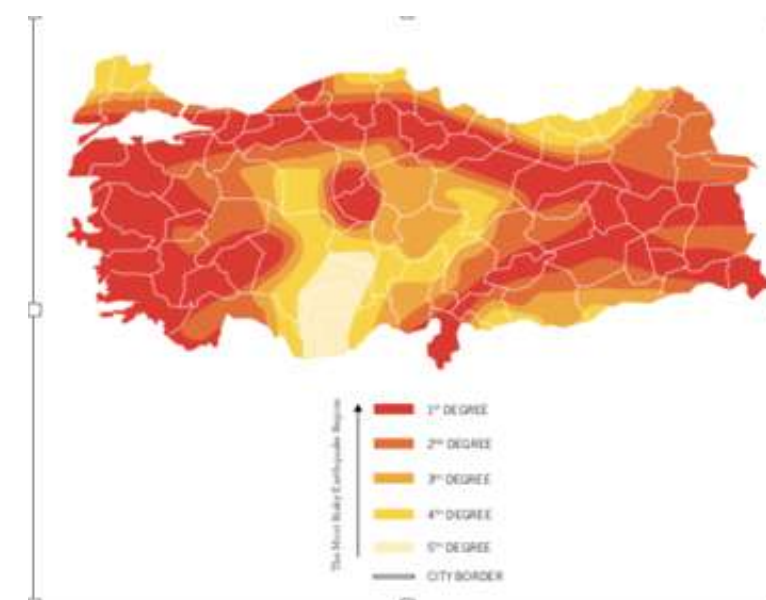 The Most Risky Earthquake Region
1st DEGREE
2nd DEGREE
3rd DEGREE
4th DEGREE
5th DEGREE
CITY BORDER